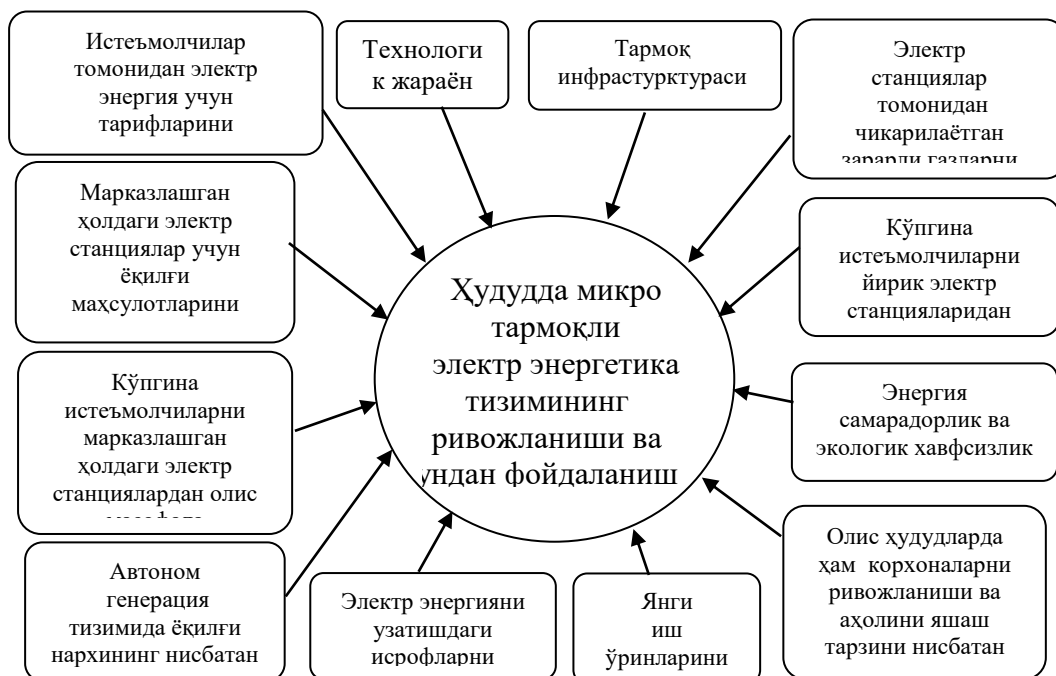 Истеъмолчилар
томонидан электр
энергия учун
тарифларини
Технологи
к жараён
Тармоқ
инфрастурктураси
Электр
станциялар
томонидан
чикарилаётган
зарарли газларни
Марказлашган
ҳолдаги электр
станциялар учун
ёқилғи
маҳсулотларини
Кўпгина
истеъмолчиларни
йирик электр
станцияларидан
Ҳудудда микро
тармоқли
электр энергетика
тизимининг
ривожланиши ва
ундан фойдаланиш
Кўпгина
истеъмолчиларни
марказлашган
ҳолдаги электр
станциялардан олис
Энергия
самарадорлик ва
экологик хавфсизлик
Автоном
генерация
тизимида ёқилғи
нархининг нисбатан
Электр энергияни
узатишдаги
исрофларни
Янги
иш
ўринларини
Олис ҳудудларда
ҳам корхоналарни
ривожланиши ва
аҳолини яшаш
тарзини нисбатан